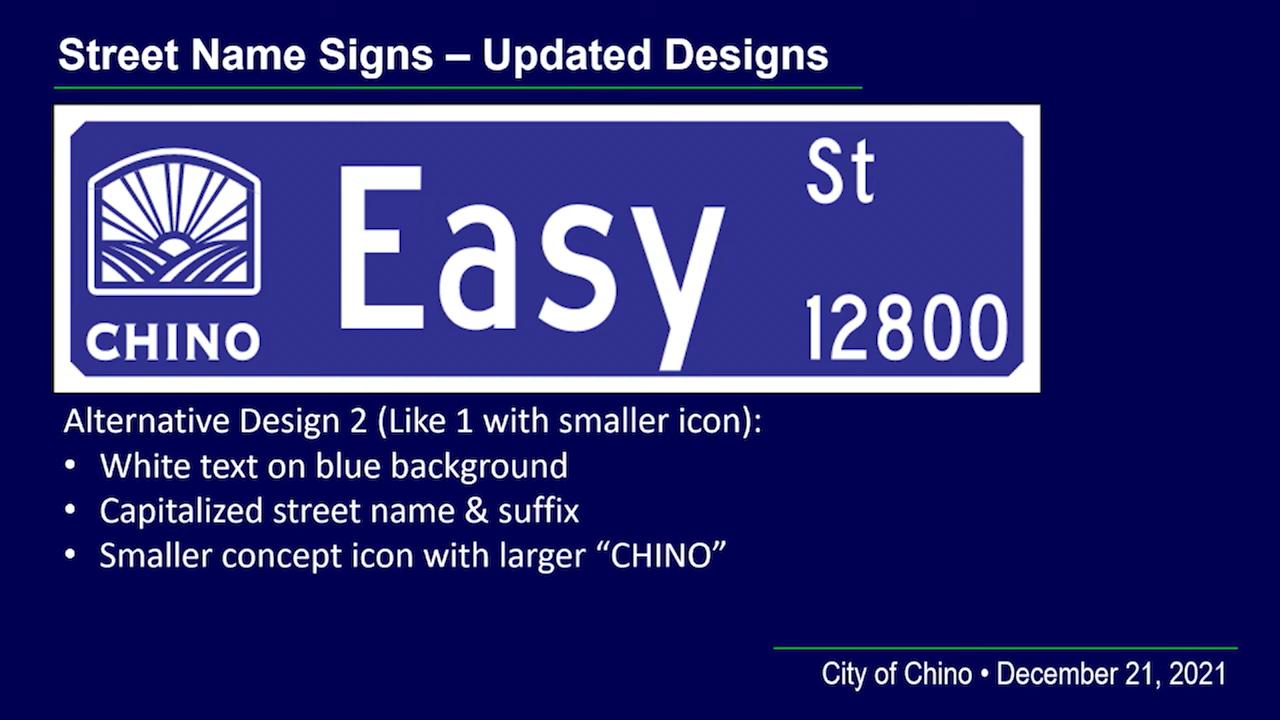 Street Name Signs – Updated Designs
CHINO
Easy
St
12800
Alternative Design 2 (Like 1 with smaller icon):
• White text on blue background
• Capitalized street name & suffix
• Smaller concept icon with larger “CHINO”
City of Chino • December 21, 2021